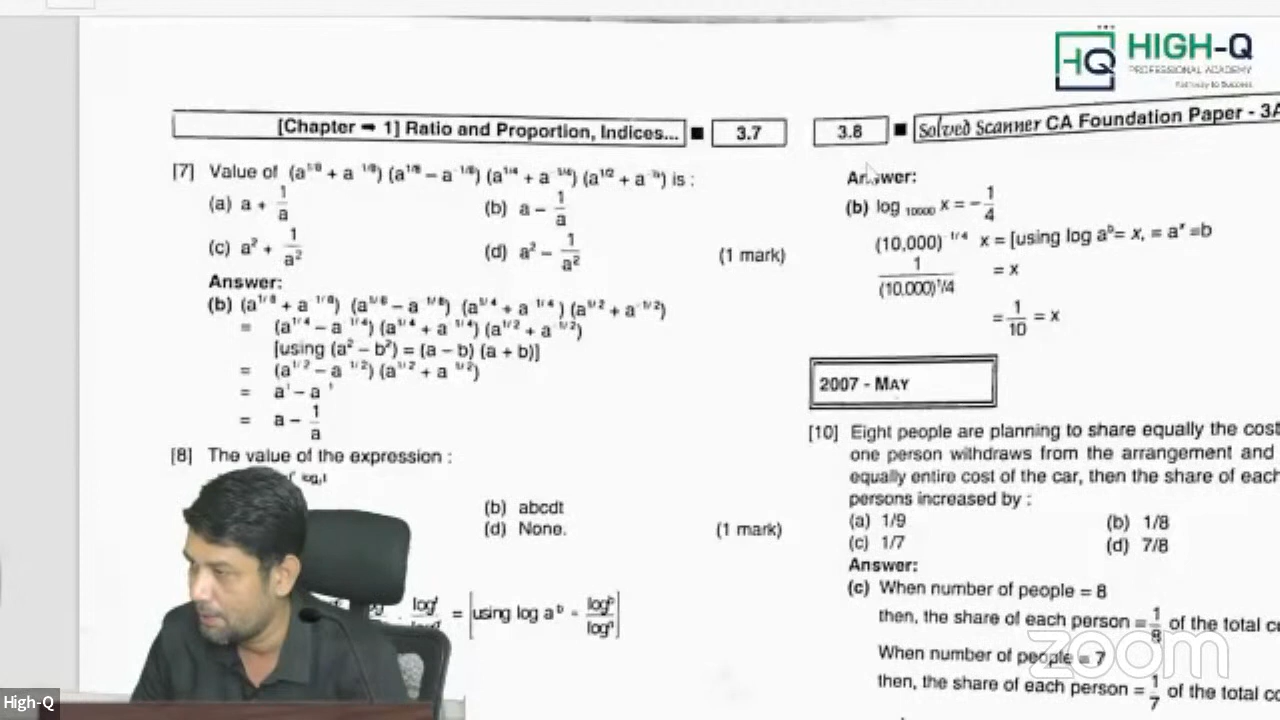 HIGH-Q
PROFESSIONAL ACADEMY
Pathway to Success
[Chapter ➡ 1] Ratio and Proportion, Indices... ■ 3.7
[7] Value of (a^1/8 + a^-1/8) (a^1/8 – a^-1/8) (a^1/4 + a^-1/4) (a^1/2 + a^-1/2) is :
(a) a + 1/a (b) a – 1/a
(c) a² + 1/a² (d) a² – 1/a² (1 mark)
Answer:
(b) (a^1/8 + a^-1/8) (a^1/8 – a^-1/8) (a^1/4 + a^-1/4) (a^1/2 + a^-1/2)
= (a^1/4 – a^-1/4) (a^1/4 + a^-1/4) (a^1/2 + a^-1/2)
[using (a² – b²) = (a – b) (a + b)]
= (a^1/2 – a^-1/2) (a^1/2 + a^-1/2)
= a^1 – a^-1
= a – 1/a
[8] The value of the expression :
(b) abcdt
(d) None. (1 mark)
= [using log a^b = log^b/log^a]
3.8 ■ Solved Scanner CA Foundation Paper - 3A
Answer:
(b) log 10000 x = – 1/4
(10,000)^-1/4 x = [using log a^b = x, = a^x =b
1/(10,000)^1/4 = x
= 1/10 = x
2007 - MAY
[10] Eight people are planning to share equally the cost
one person withdraws from the arrangement and
equally entire cost of the car, then the share of each
persons increased by :
(a) 1/9 (b) 1/8
(c) 1/7 (d) 7/8
Answer:
(c) When number of people = 8
then, the share of each person = 1/8 of the total
When number of people = 7
then, the share of each person = 1/7 of the total
zoom
High-Q